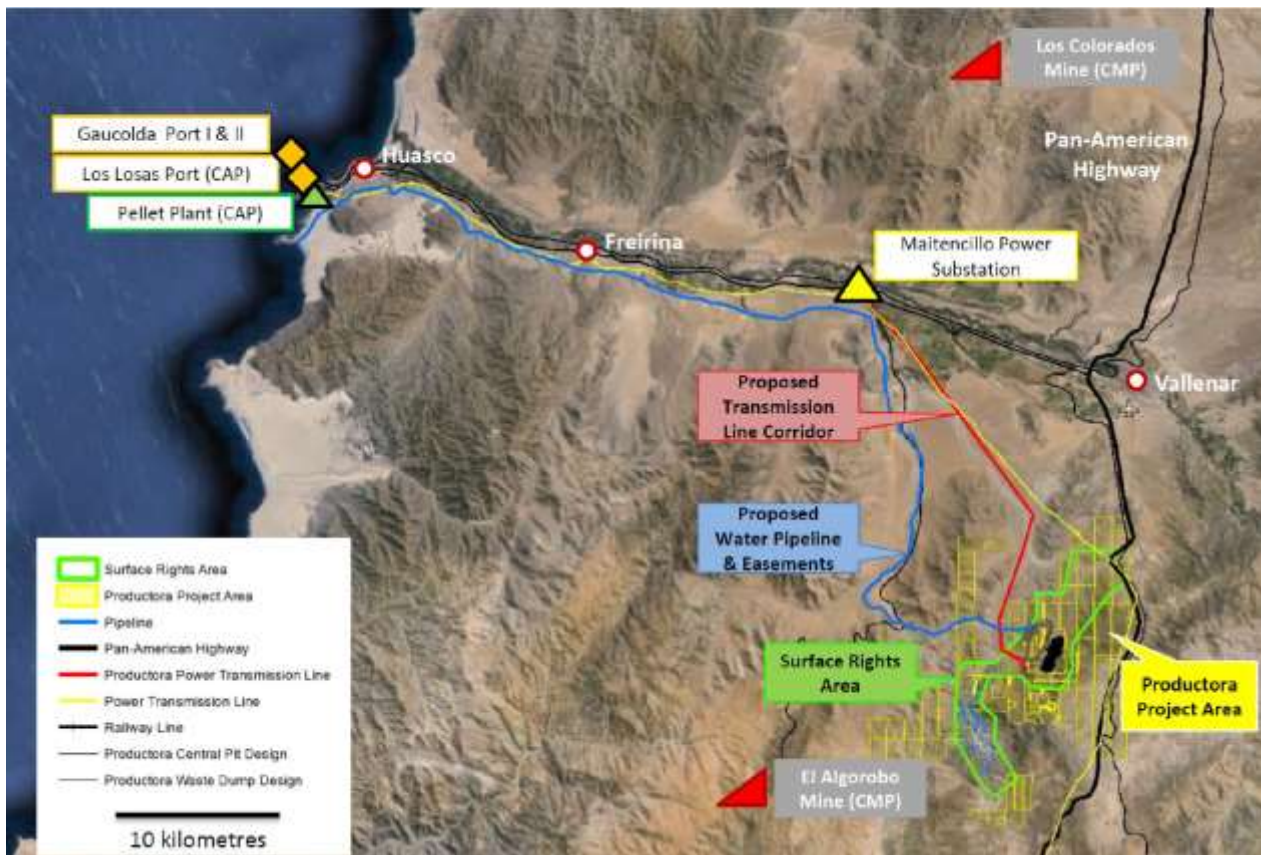 Los Colorados
Mine (CMP)
Gaucolda Port I & II
Los Losas Port (CAP)
Pellet Plant (CAP)
Huasco
Pan-American
Highway
Freirina
Maitencillo Power
Substation
Vallenar
Proposed
Transmission
Line Corridor
Proposed
Water Pipeline
& Easements
Surface Rights
Area
Productora
Project Area
El Algorobo
Mine (CMP)
Surface Rights Area
Productora Project Area
Pipeline
Pan-American Highway
Productora Power Transmission Line
Power Transmission Line
Railway Line
Productora Central Pit Design
Productora Waste Dump Design
10 kilometres